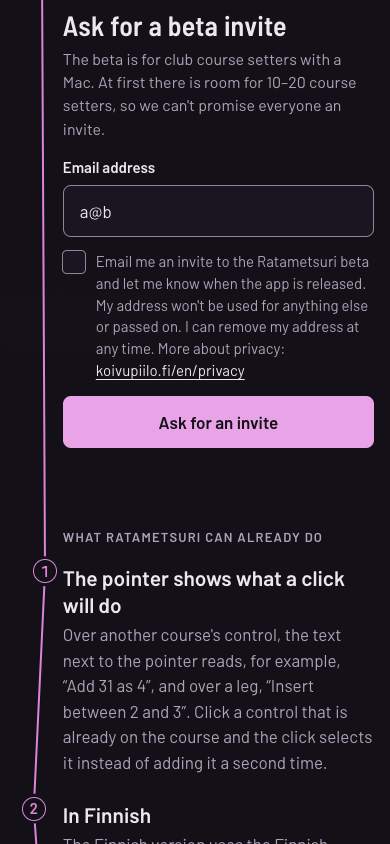 Ask for a beta invite
The beta is for club course setters with a
Mac. At first there is room for 10–20 course
setters, so we can't promise everyone an
invite.
Email address
a@b
Email me an invite to the Ratametsuri beta
and let me know when the app is released.
My address won't be used for anything else
or passed on. I can remove my address at
any time. More about privacy:
koivupiilo.fi/en/privacy
Ask for an invite
WHAT RATAMETSURI CAN ALREADY DO
1
The pointer shows what a click
will do
Over another course's control, the text
next to the pointer reads, for example,
“Add 31 as 4”, and over a leg, “Insert
between 2 and 3”. Click a control that is
already on the course and the click selects
it instead of adding it a second time.
2
In Finnish
The Finnish version uses the Finnish